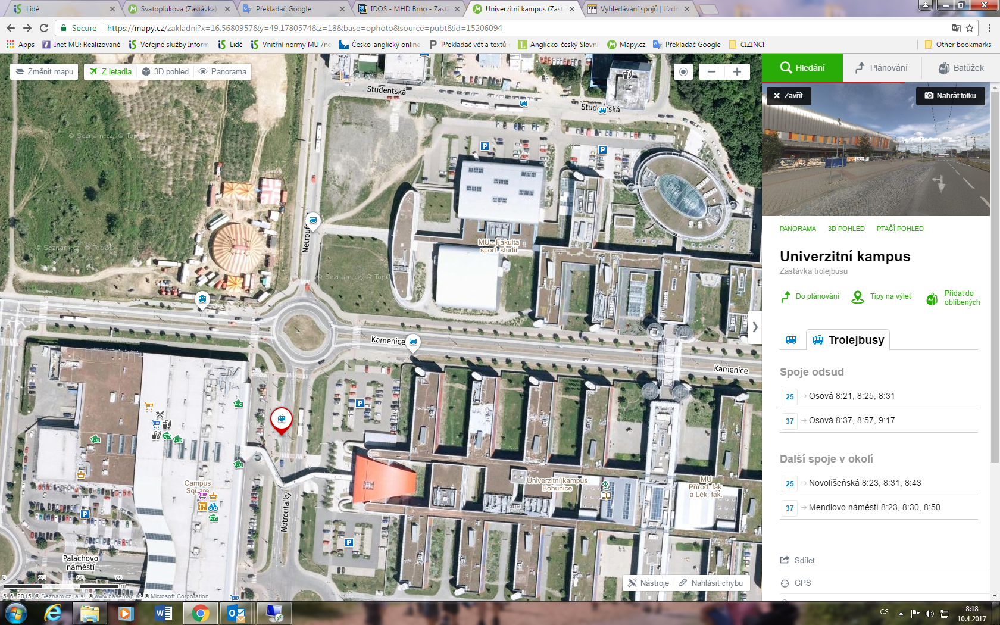 Lidé
Svatoplukova (Zastávka)
Překladač Google
IDOS - MHD Brno - Zasta
Univerzitní kampus (Zasta
Vyhledávání spojů | Jízdn
Secure https://mapy.cz/zakladni?x=16.5680957&y=49.1780574&z=18&base=ophoto&source=pubt&id=15206094
Apps Inet MU: Realizované Veřejné služby Inform Lidé Vnitřní normy MU /no Česko-anglický online Překladač vět a textů Anglicko-český Slovni Mapy.cz Překladač Google CIZINCI Other bookmarks
Změnit mapu Z letadla 3D pohled Panorama
Hledání Plánování Batůžek
Zavřít Nahrát fotku
Studentská
Studentská
© Seznam.cz, © TopGis
© Seznam.cz, © TopGis
© Seznam.cz, © TopGis
Netroufalky
MU - Fakulta
sport. studií
Kamenice
Kamenice
Campus
Square
Univerzitní kampus
Bohunice
MU
Přírod. fak.
a Lék. fak.
Netroufalky
Palachovo
náměstí
0 25 50 75 m
5. 6. 2015, © Seznam.cz, a.s., © www.basemap.at, © Microsoft Corporation
Nástroje Nahlásit chybu
PANORAMA 3D POHLED PTAČÍ POHLED
Univerzitní kampus
Zastávka trolejbusu
Do plánování Tipy na výlet Přidat do
oblíbených
Trolejbusy
Spoje odsud
25 → Osová 8:21, 8:25, 8:31
37 → Osová 8:37, 8:57, 9:17
Další spoje v okolí
25 → Novolíšeňská 8:23, 8:31, 8:43
37 → Mendlovo náměstí 8:23, 8:30, 8:50
Sdílet
GPS
CS
8:18
10.4.2017